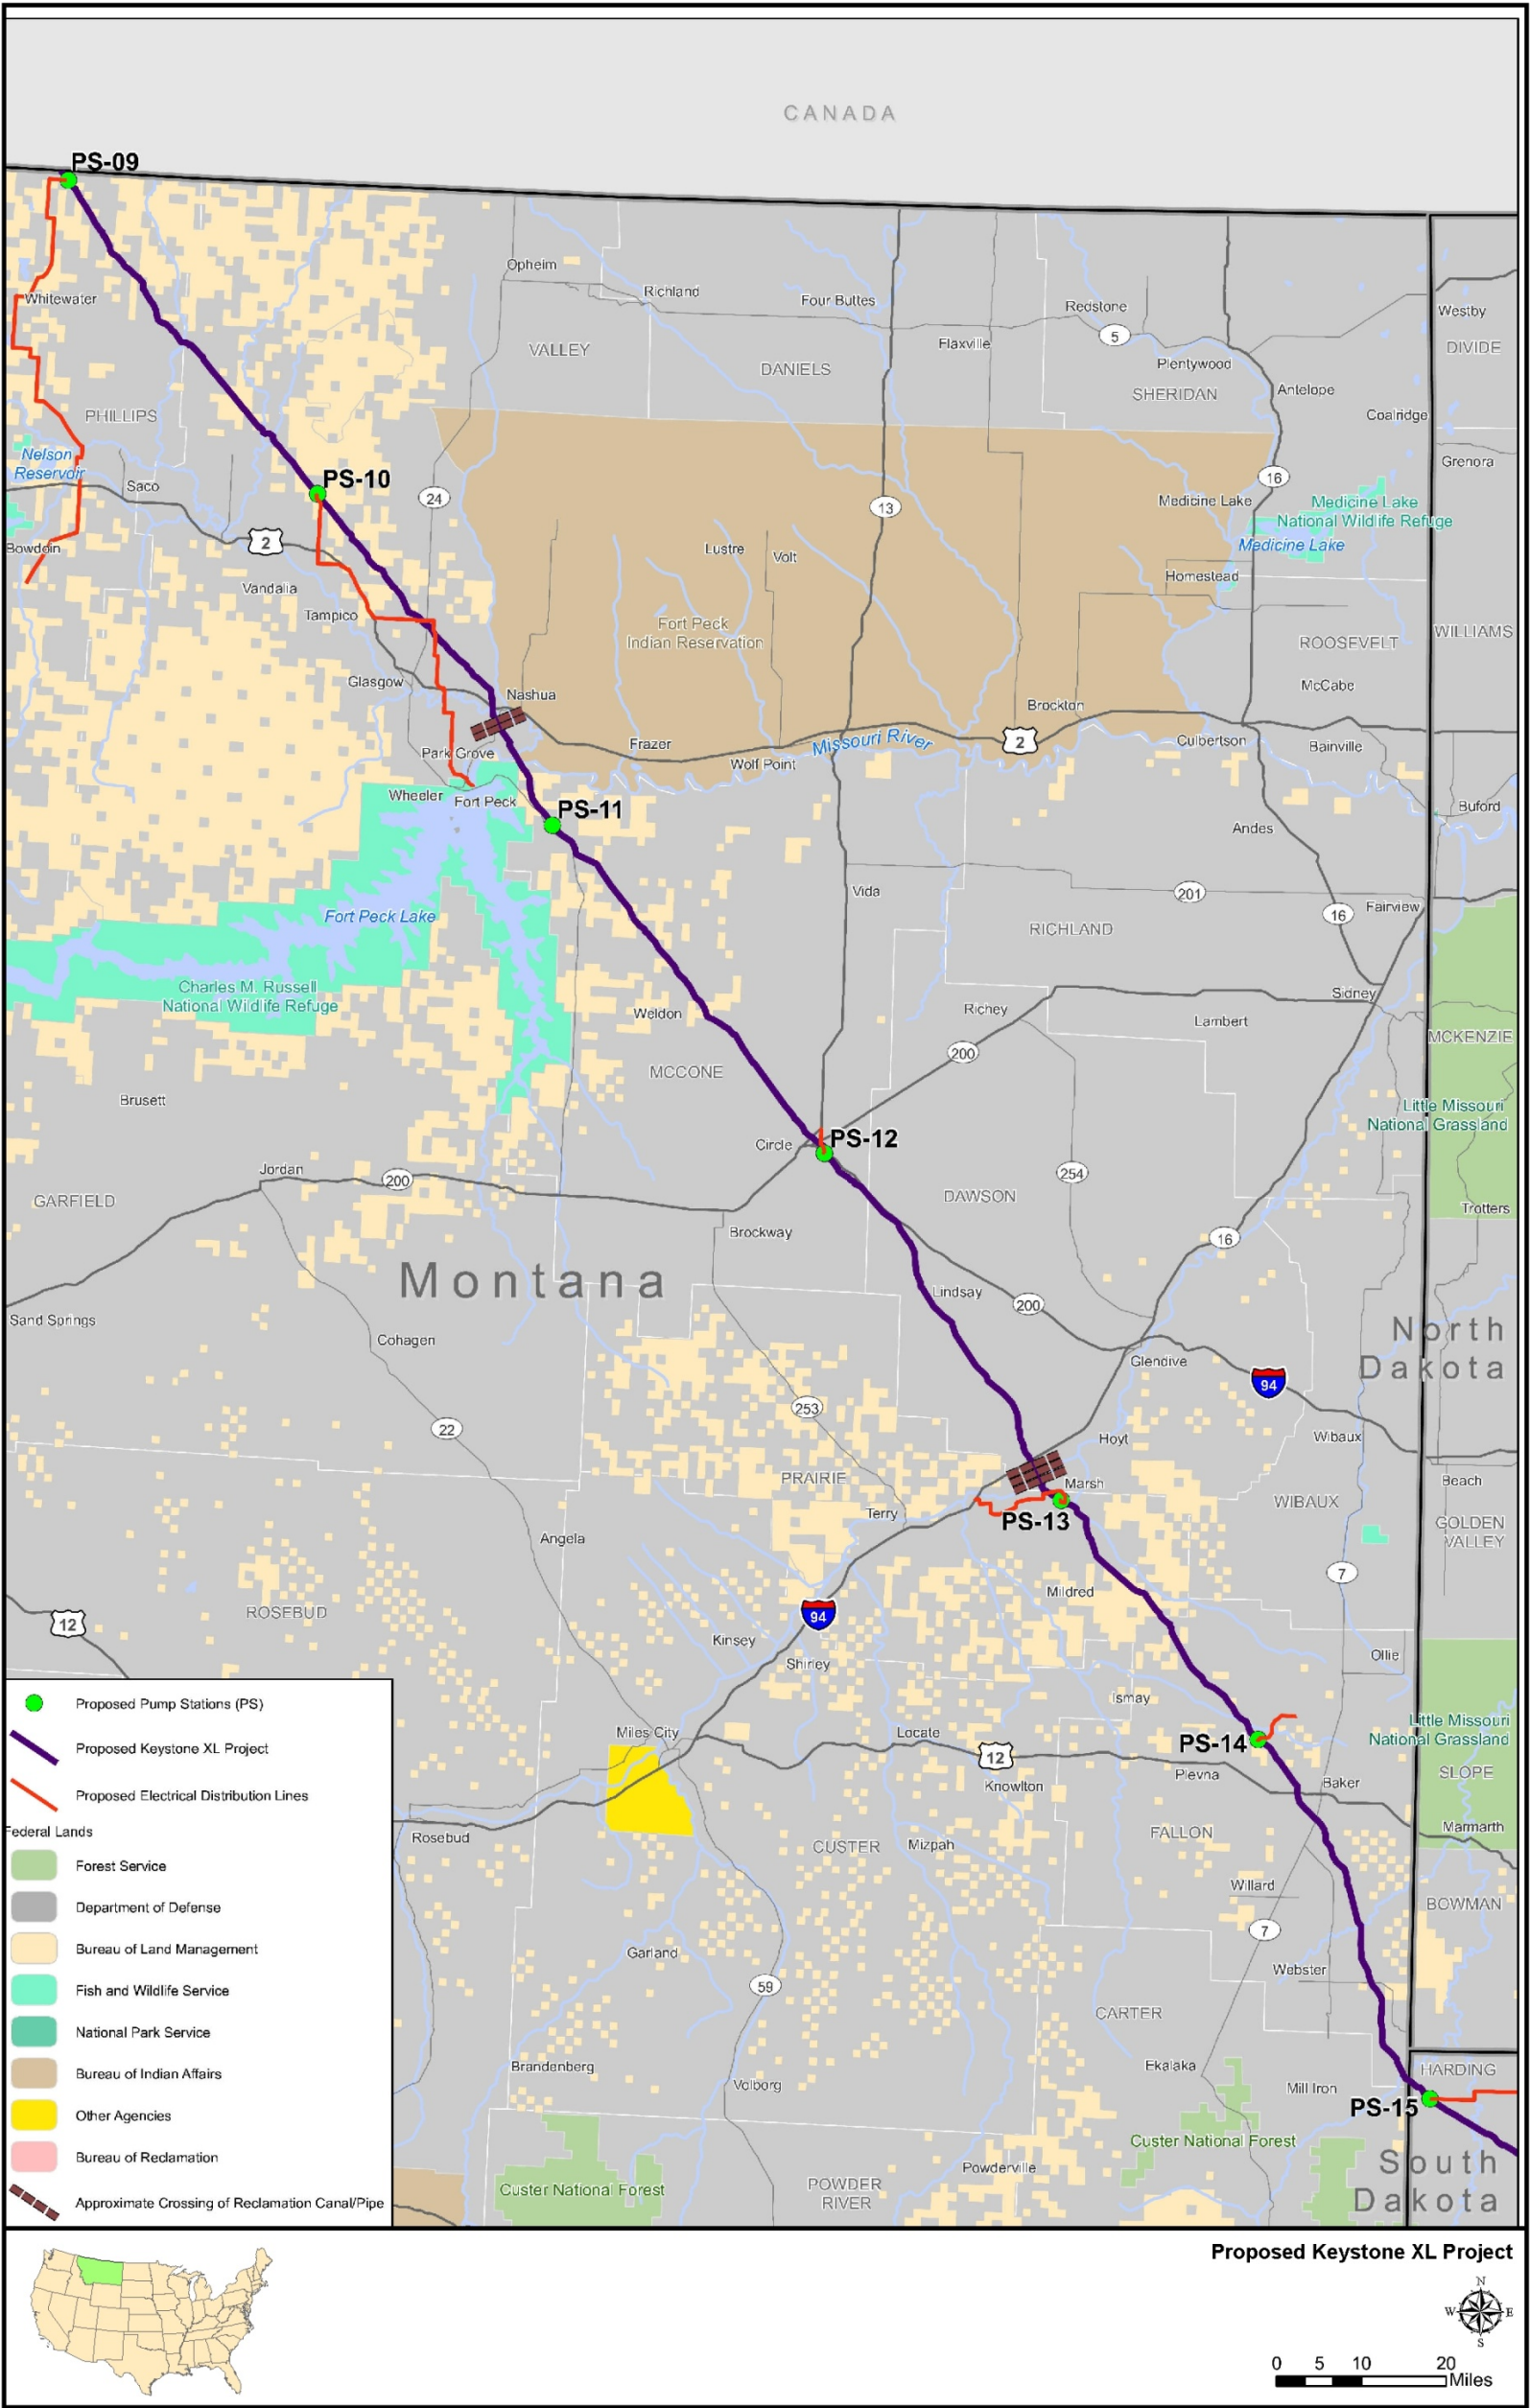 CANADA
PS-09
Opheim
Richland
Four Buttes
Whitewater
Redstone
Westby
5
Flaxville
VALLEY
DIVIDE
DANIELS
Plentywood
SHERIDAN
Antelope
PHILLIPS
Coalridge
Nelson
Reservoir
Grenora
PS-10
Saco
24
16
13
Medicine Lake
Medicine Lake
National Wildlife Refuge
Medicine Lake
2
Bowdoin
Lustre
Volt
Homestead
Vandalia
Tampico
Fort Peck
Indian Reservation
WILLIAMS
ROOSEVELT
Glasgow
McCabe
Nashua
Brockton
Missouri River
2
Culbertson
Bainville
Frazer
Park Grove
Wolf Point
Wheeler
Fort Peck
PS-11
Buford
Andes
Vida
201
Fairview
16
Fort Peck Lake
RICHLAND
Charles M. Russell
National Wildlife Refuge
Sidney
Richey
Weldon
Lambert
MCKENZIE
200
MCCONE
Brusett
Little Missouri
National Grassland
Circle
PS-12
Jordan
200
254
GARFIELD
DAWSON
Trotters
Brockway
16
Montana
Lindsay
200
Sand Springs
North
Dakota
Cohagen
Glendive
94
253
22
Hoyt
Wibaux
PRAIRIE
Marsh
Beach
WIBAUX
Terry
PS-13
GOLDEN
VALLEY
Angela
7
Mildred
ROSEBUD
12
94
Kinsey
Shirley
Ollie
Ismay
Miles City
Locate
Little Missouri
National Grassland
PS-14
12
Plevna
Knowlton
Baker
SLOPE
Rosebud
CUSTER
Mizpah
FALLON
Marmarth
Willard
BOWMAN
7
Garland
Webster
59
CARTER
Brandenberg
Ekalaka
HARDING
Volborg
Mill Iron
PS-15
Custer National Forest
Powderville
South
Dakota
Custer National Forest
POWDER
RIVER
Proposed Pump Stations (PS)
Proposed Keystone XL Project
Proposed Electrical Distribution Lines
Federal Lands
Forest Service
Department of Defense
Bureau of Land Management
Fish and Wildlife Service
National Park Service
Bureau of Indian Affairs
Other Agencies
Bureau of Reclamation
Approximate Crossing of Reclamation Canal/Pipe
Proposed Keystone XL Project
N
W E
S
0 5 10 20
Miles